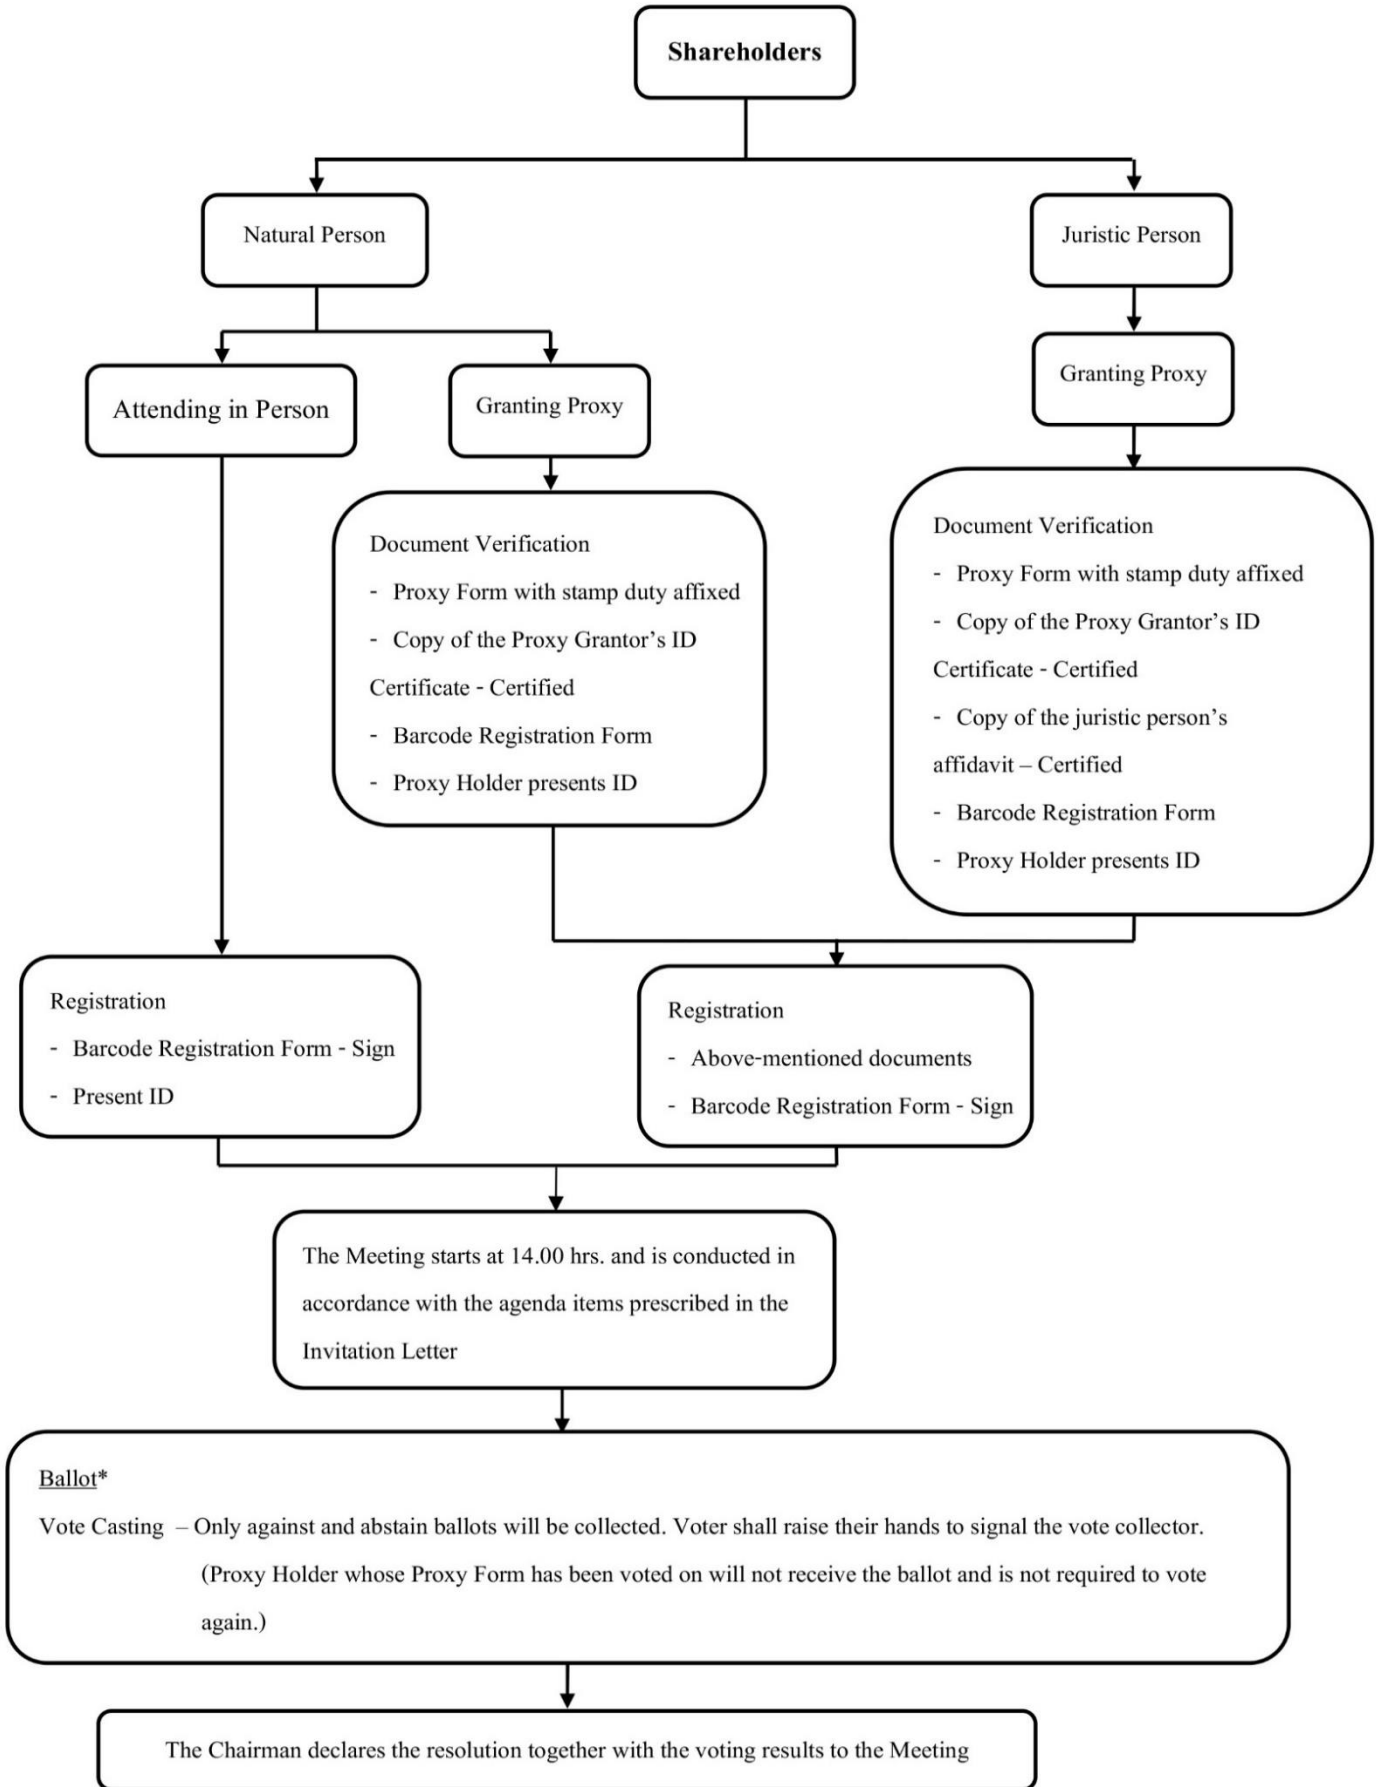 Shareholders
Natural Person
Juristic Person
Attending in Person
Granting Proxy
Granting Proxy
Document Verification
- Proxy Form with stamp duty affixed
- Copy of the Proxy Grantor’s ID
Certificate - Certified
- Barcode Registration Form
- Proxy Holder presents ID
Document Verification
- Proxy Form with stamp duty affixed
- Copy of the Proxy Grantor’s ID
Certificate - Certified
- Copy of the juristic person’s
affidavit – Certified
- Barcode Registration Form
- Proxy Holder presents ID
Registration
- Barcode Registration Form - Sign
- Present ID
Registration
- Above-mentioned documents
- Barcode Registration Form - Sign
The Meeting starts at 14.00 hrs. and is conducted in
accordance with the agenda items prescribed in the
Invitation Letter
Ballot*
Vote Casting – Only against and abstain ballots will be collected. Voter shall raise their hands to signal the vote collector.
(Proxy Holder whose Proxy Form has been voted on will not receive the ballot and is not required to vote
again.)
The Chairman declares the resolution together with the voting results to the Meeting